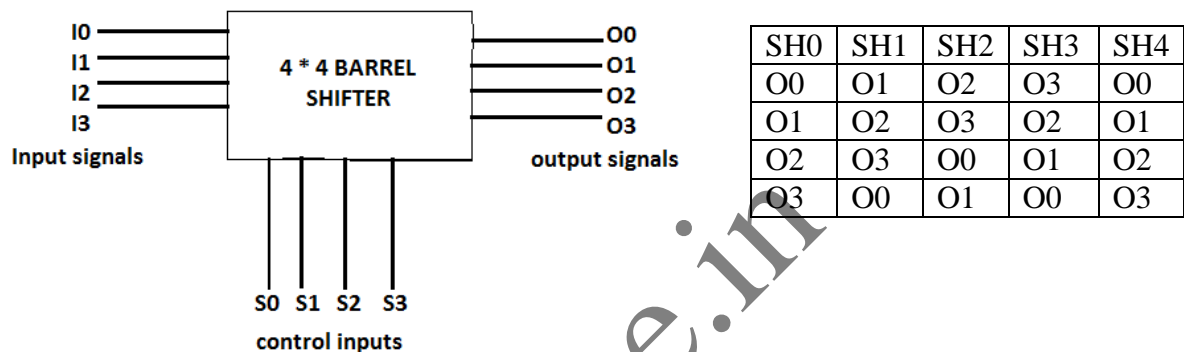 I0
I1
I2
I3
Input signals
4 * 4 BARREL
SHIFTER
O0
O1
O2
O3
output signals
S0 S1 S2 S3
control inputs
SH0 SH1 SH2 SH3 SH4
O0 O1 O2 O3 O0
O1 O2 O3 O2 O1
O2 O3 O0 O1 O2
O3 O0 O1 O0 O3
e.in